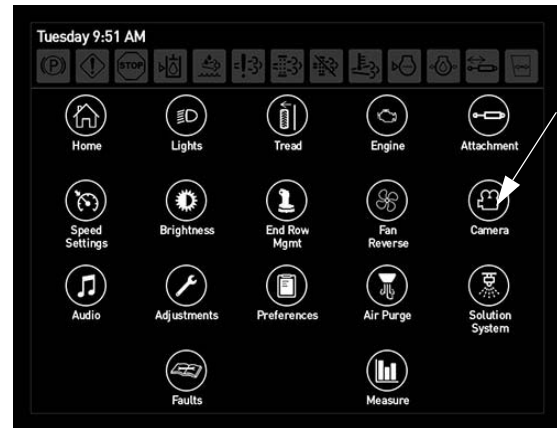 Tuesday 9:51 AM
(P) ! STOP
Home Lights Tread Engine Attachment
Speed Brightness End Row Fan Camera
Settings Mgmt Reverse
Audio Adjustments Preferences Air Purge Solution
System
Faults Measure